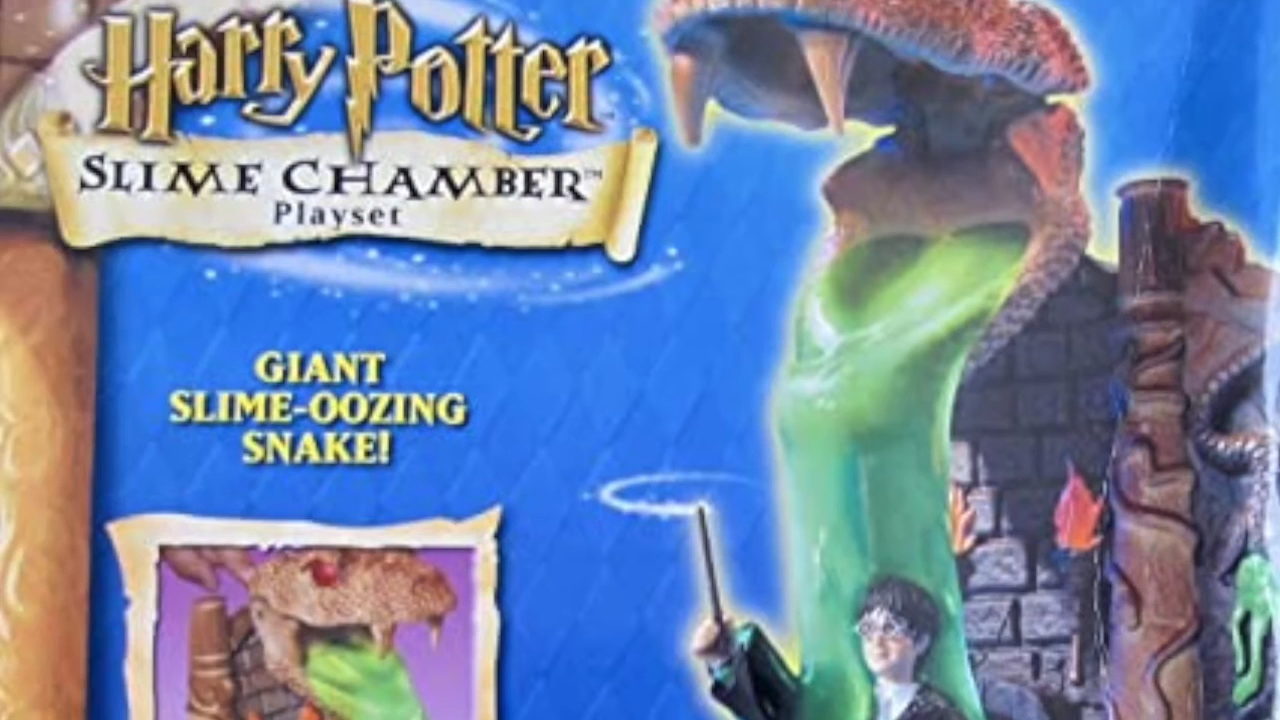 Harry Potter
SLIME CHAMBER™
Playset
GIANT
SLIME-OOZING
SNAKE!